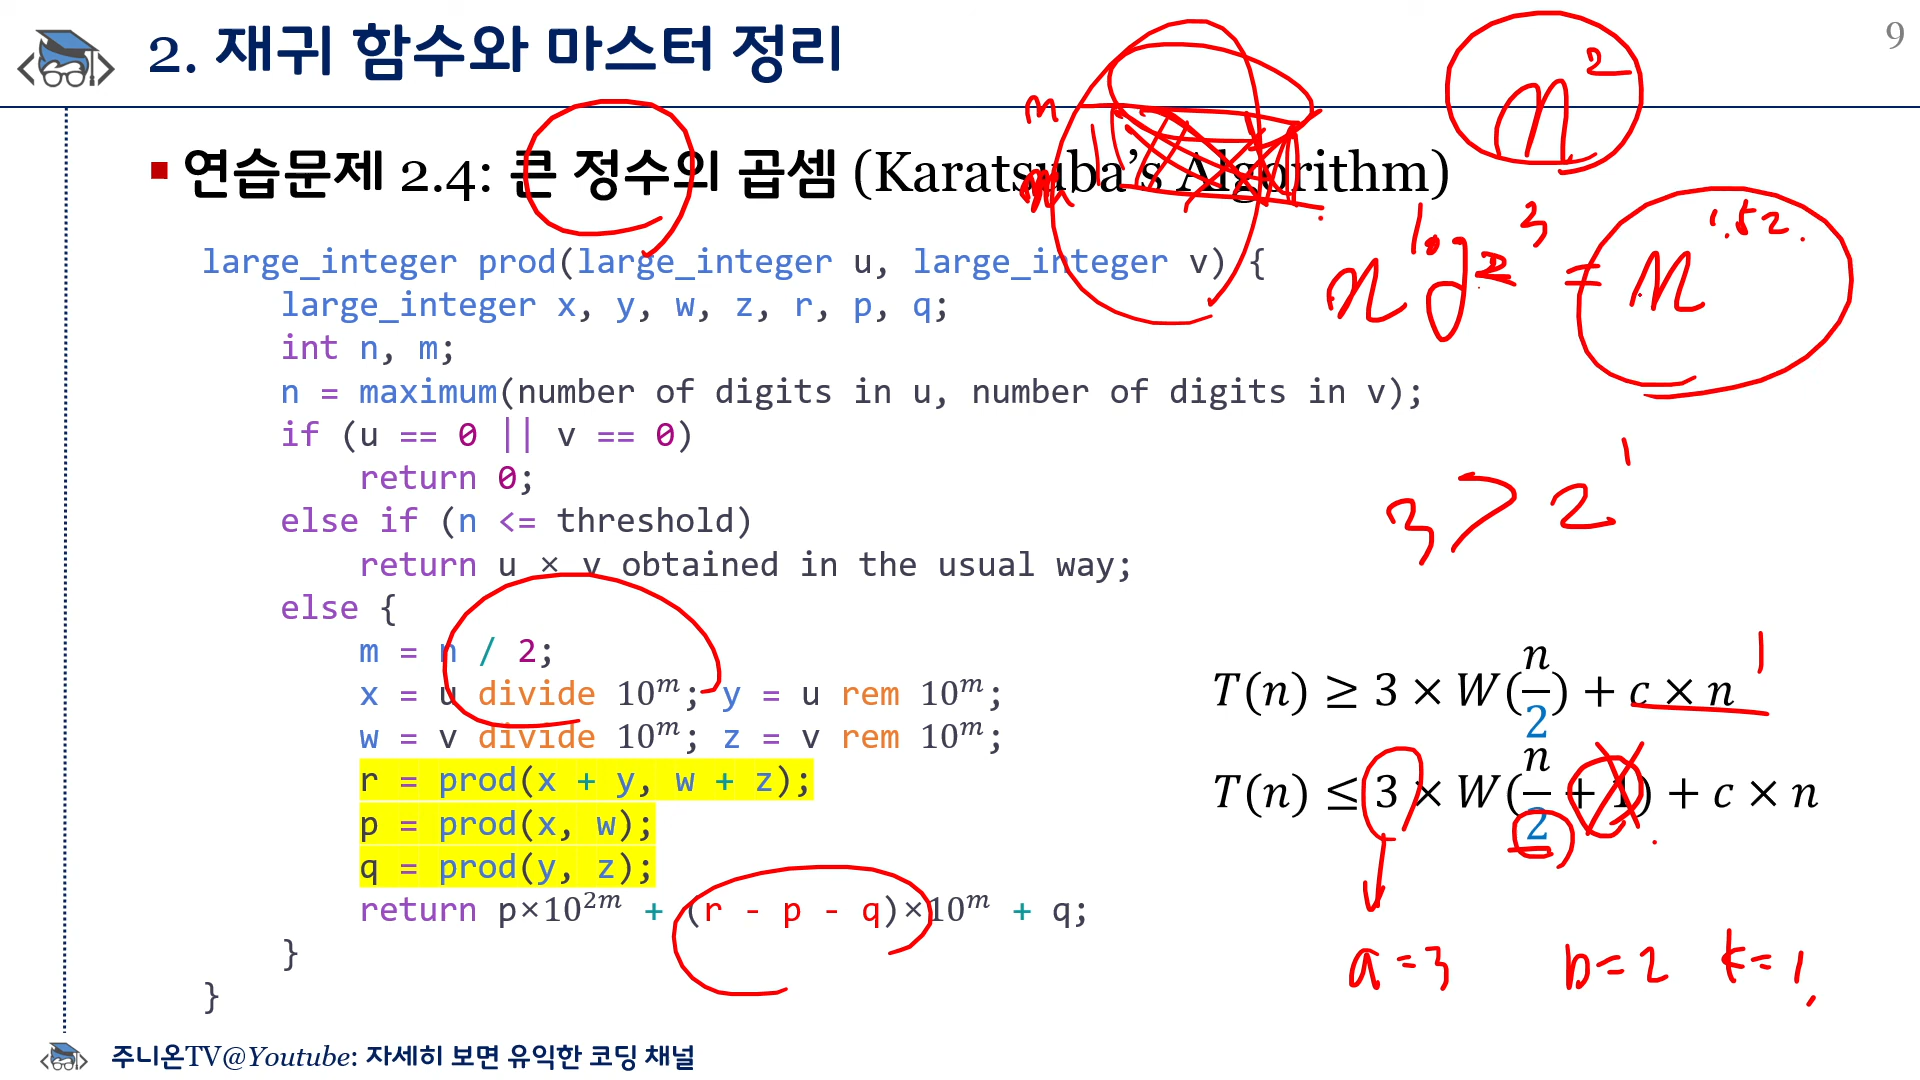 2. 재귀 함수와 마스터 정리
9
연습문제 2.4: 큰 정수의 곱셈 (Karatsuba's Algorithm)
n
n²
n^log₂3 = n^1.52
large_integer prod(large_integer u, large_integer v) {
large_integer x, y, w, z, r, p, q;
int n, m;
n = maximum(number of digits in u, number of digits in v);
if (u == 0 || v == 0)
return 0;
else if (n <= threshold)
return u × v obtained in the usual way;
else {
m = n / 2;
x = u divide 10^m; y = u rem 10^m;
w = v divide 10^m; z = v rem 10^m;
r = prod(x + y, w + z);
p = prod(x, w);
q = prod(y, z);
return p×10^2m + (r - p - q)×10^m + q;
}
}
3 > 2^1
T(n) ≥ 3 × W(n/2) + c × n^1
T(n) ≤ 3 × W(n/2 + 1) + c × n
a=3 b=2 k=1
주니온TV@Youtube: 자세히 보면 유익한 코딩 채널